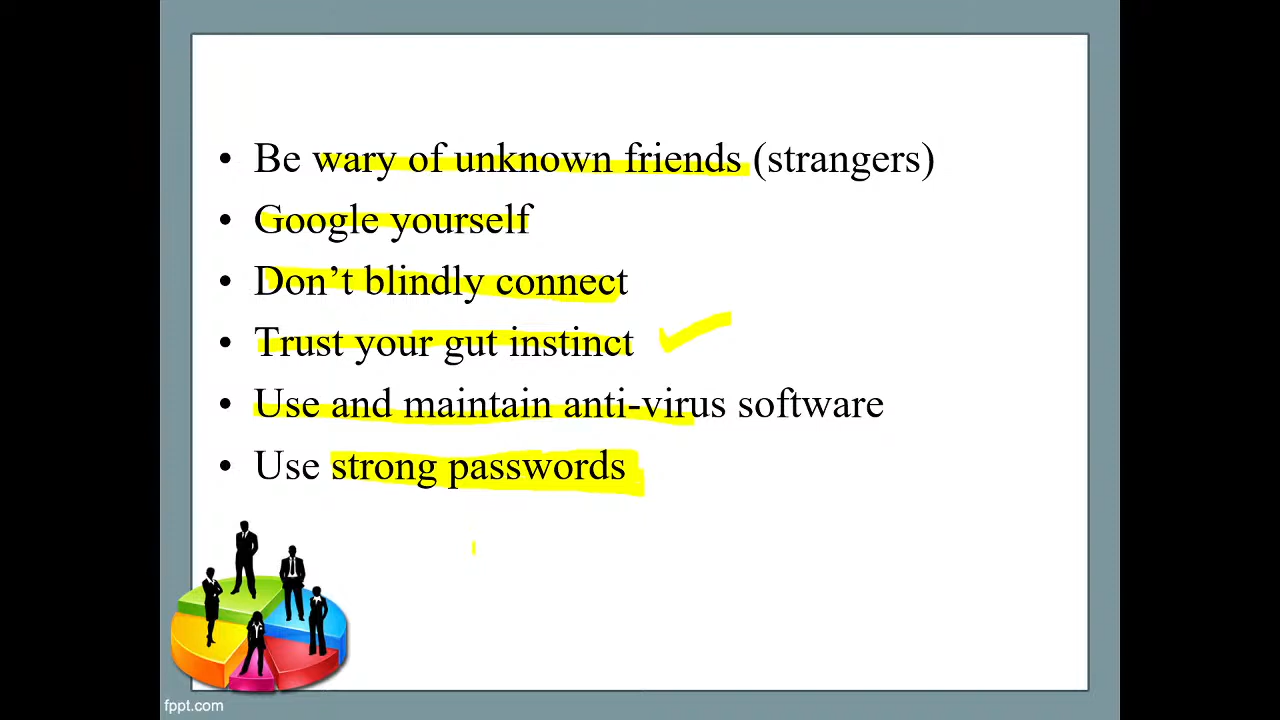 • Be wary of unknown friends (strangers)
• Google yourself
• Don’t blindly connect
• Trust your gut instinct
• Use and maintain anti-virus software
• Use strong passwords
fppt.com